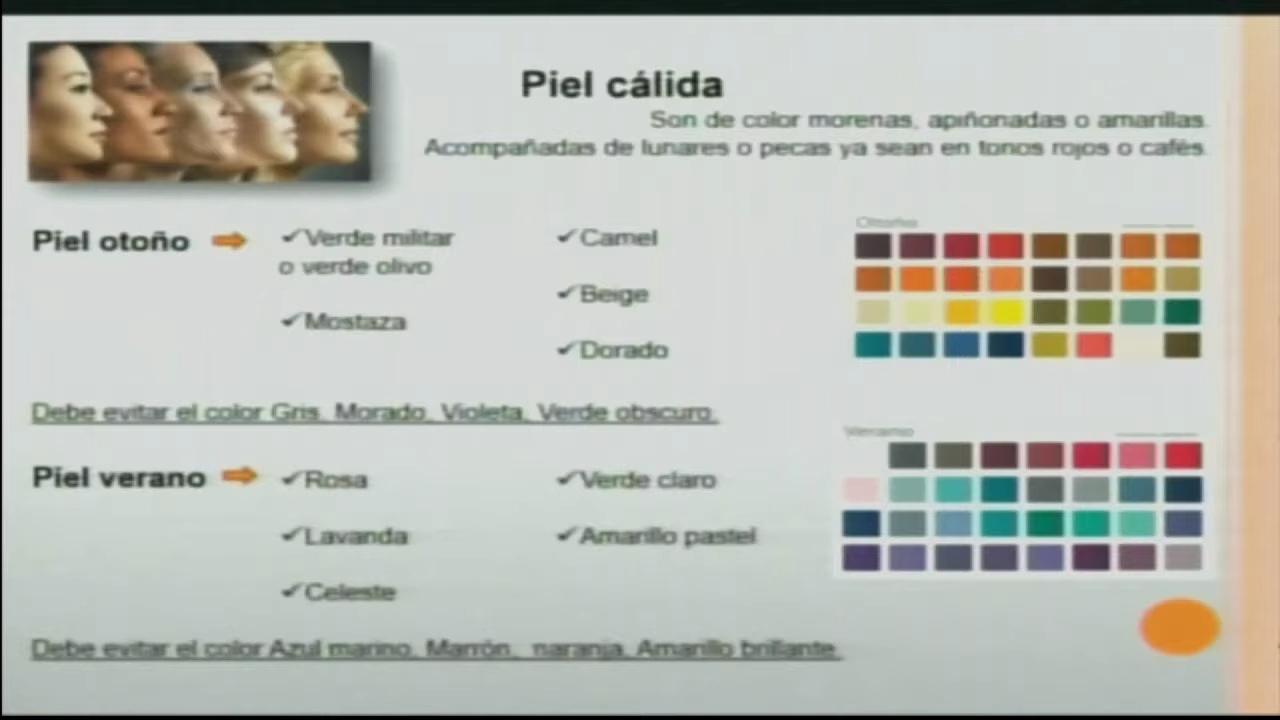 Piel cálida
Son de color morenas, apiñonadas o amarillas.
Acompañadas de lunares o pecas ya sean en tonos rojos o cafés.
Piel otoño
✓Verde militar
o verde olivo
✓Mostaza
✓Camel
✓Beige
✓Dorado
Otoño
Debe evitar el color Gris, Morado, Violeta, Verde obscuro.
Piel verano
✓Rosa
✓Lavanda
✓Celeste
✓Verde claro
✓Amarillo pastel
Verano
Debe evitar el color Azul marino, Marrón, naranja, Amarillo brillante.